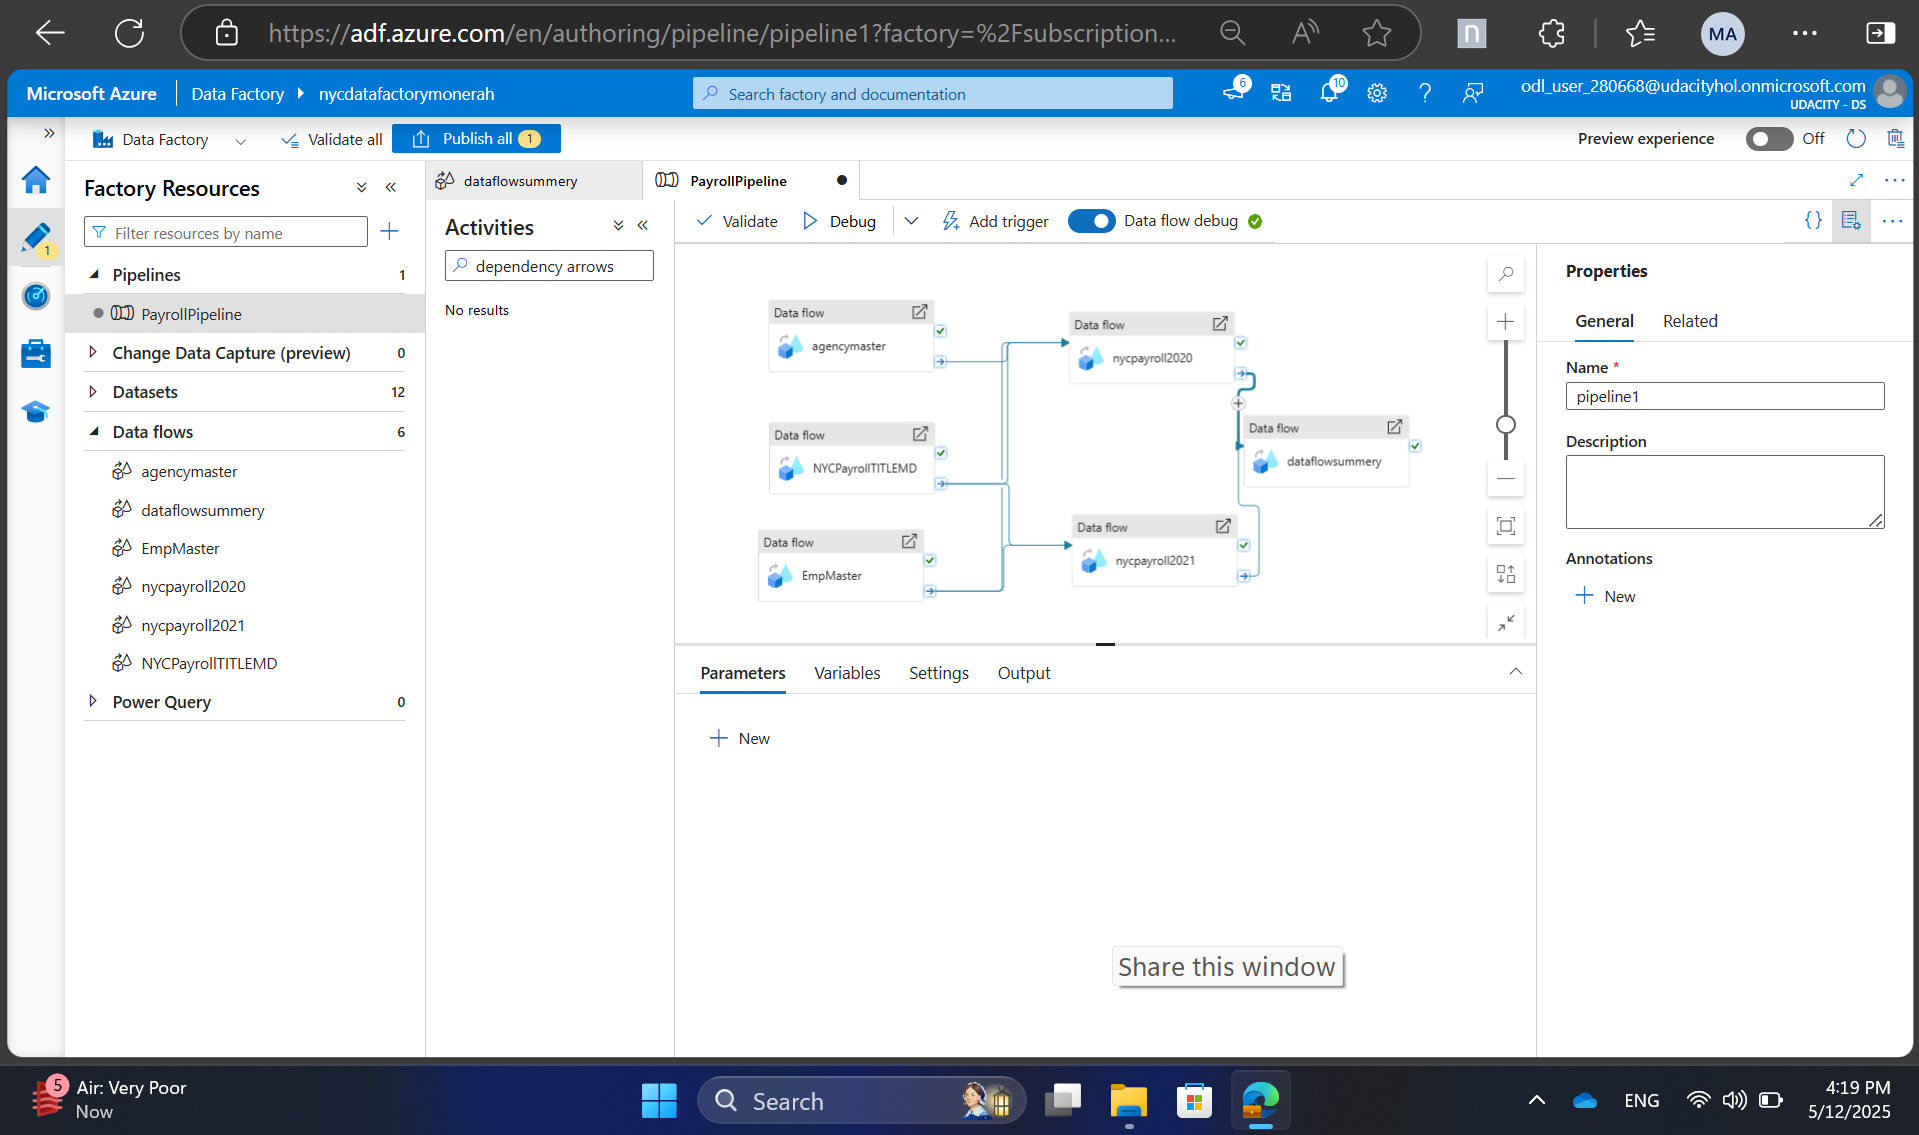 https://adf.azure.com/en/authoring/pipeline/pipeline1?factory=%2Fsubscription...
MA
Microsoft Azure
Data Factory
nycdatafactorymonerah
Search factory and documentation
6
10
odl_user_280668@udacityhol.onmicrosoft.com
UDACITY - DS
Data Factory
Validate all
Publish all 1
Preview experience
Off
Factory Resources
dataflowsummery
PayrollPipeline
Filter resources by name
Activities
Validate
Debug
Add trigger
Data flow debug
1
dependency arrows
No results
Pipelines 1
PayrollPipeline
Change Data Capture (preview) 0
Datasets 12
Data flows 6
agencymaster
dataflowsummery
EmpMaster
nycpayroll2020
nycpayroll2021
NYCPayrollTITLEMD
Power Query 0
Data flow
agencymaster
Data flow
nycpayroll2020
Data flow
NYCPayrollTITLEMD
Data flow
dataflowsummery
Data flow
EmpMaster
Data flow
nycpayroll2021
Properties
General Related
Name *
pipeline1
Description
Annotations
New
Parameters Variables Settings Output
New
Share this window
5
Air: Very Poor
Now
Search
ENG
4:19 PM
5/12/2025